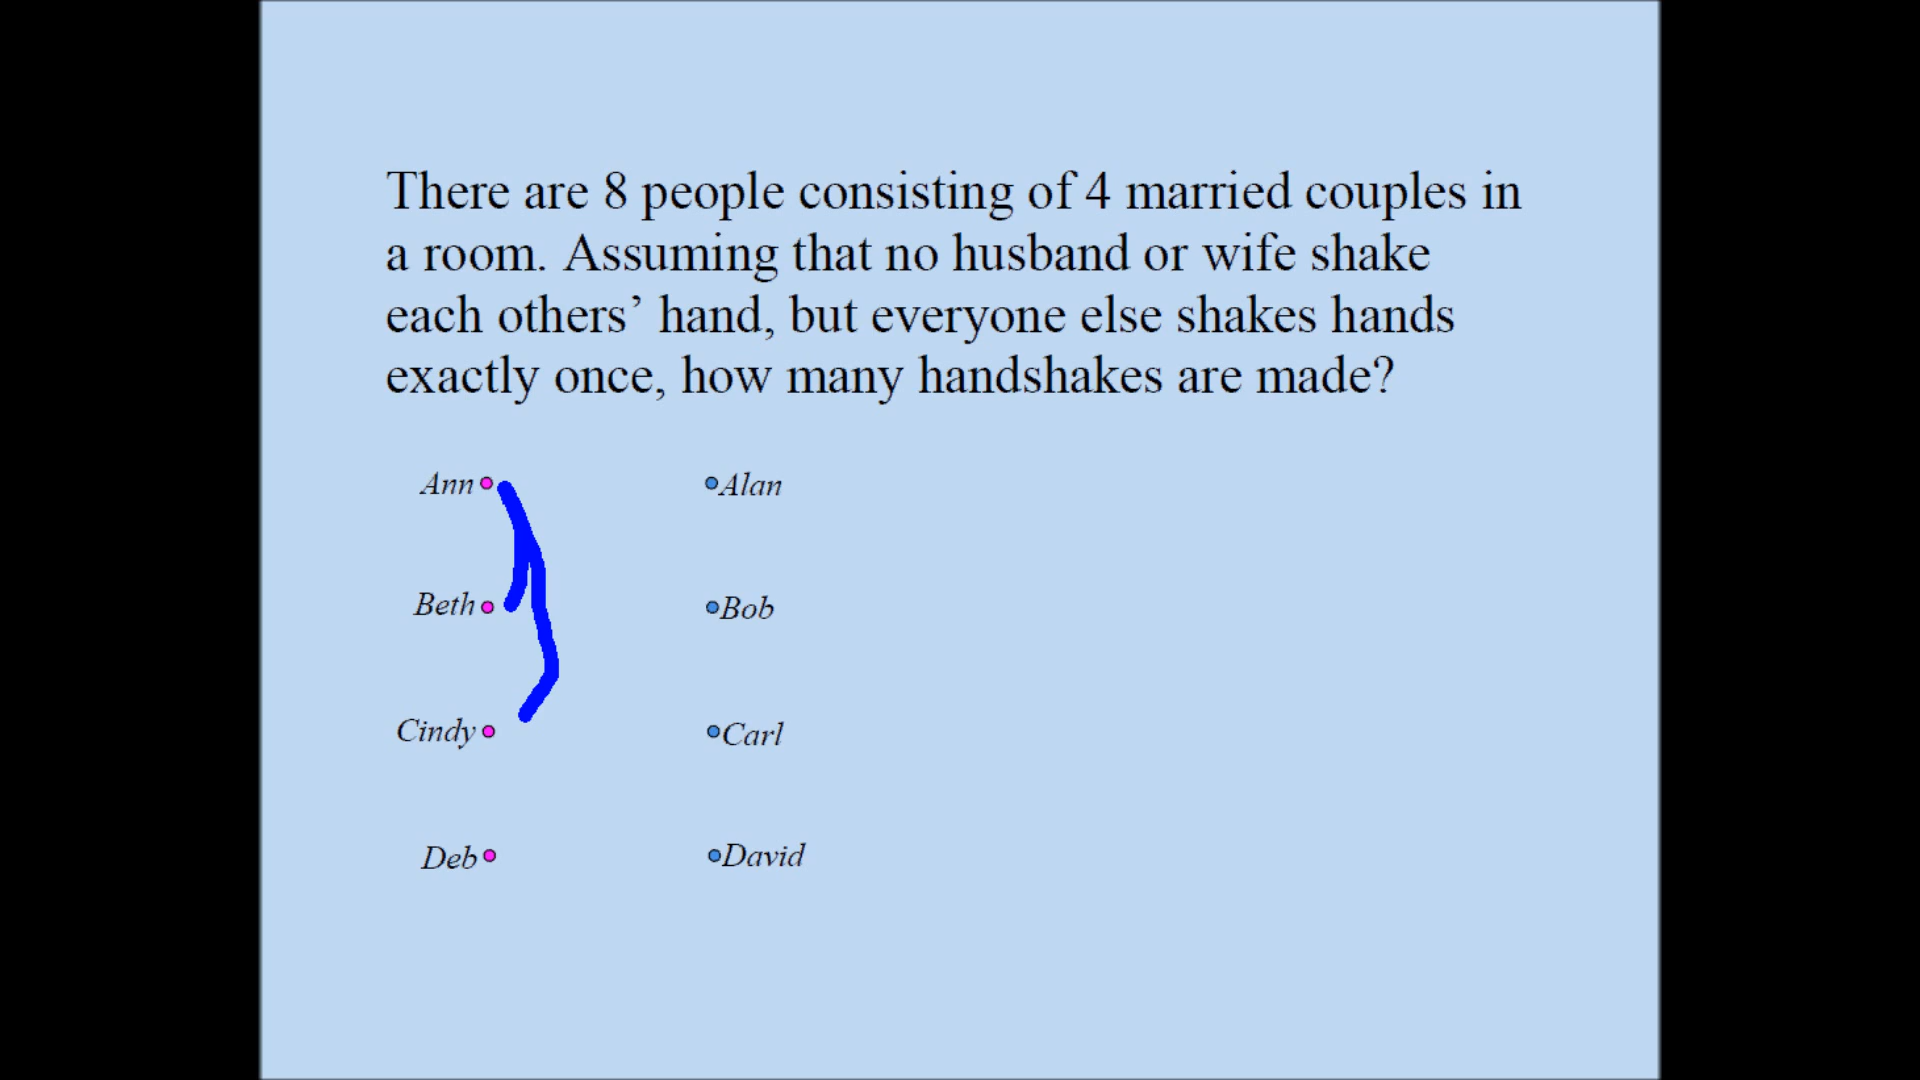 There are 8 people consisting of 4 married couples in
a room. Assuming that no husband or wife shake
each others’ hand, but everyone else shakes hands
exactly once, how many handshakes are made?
Ann Alan
Beth Bob
Cindy Carl
Deb David